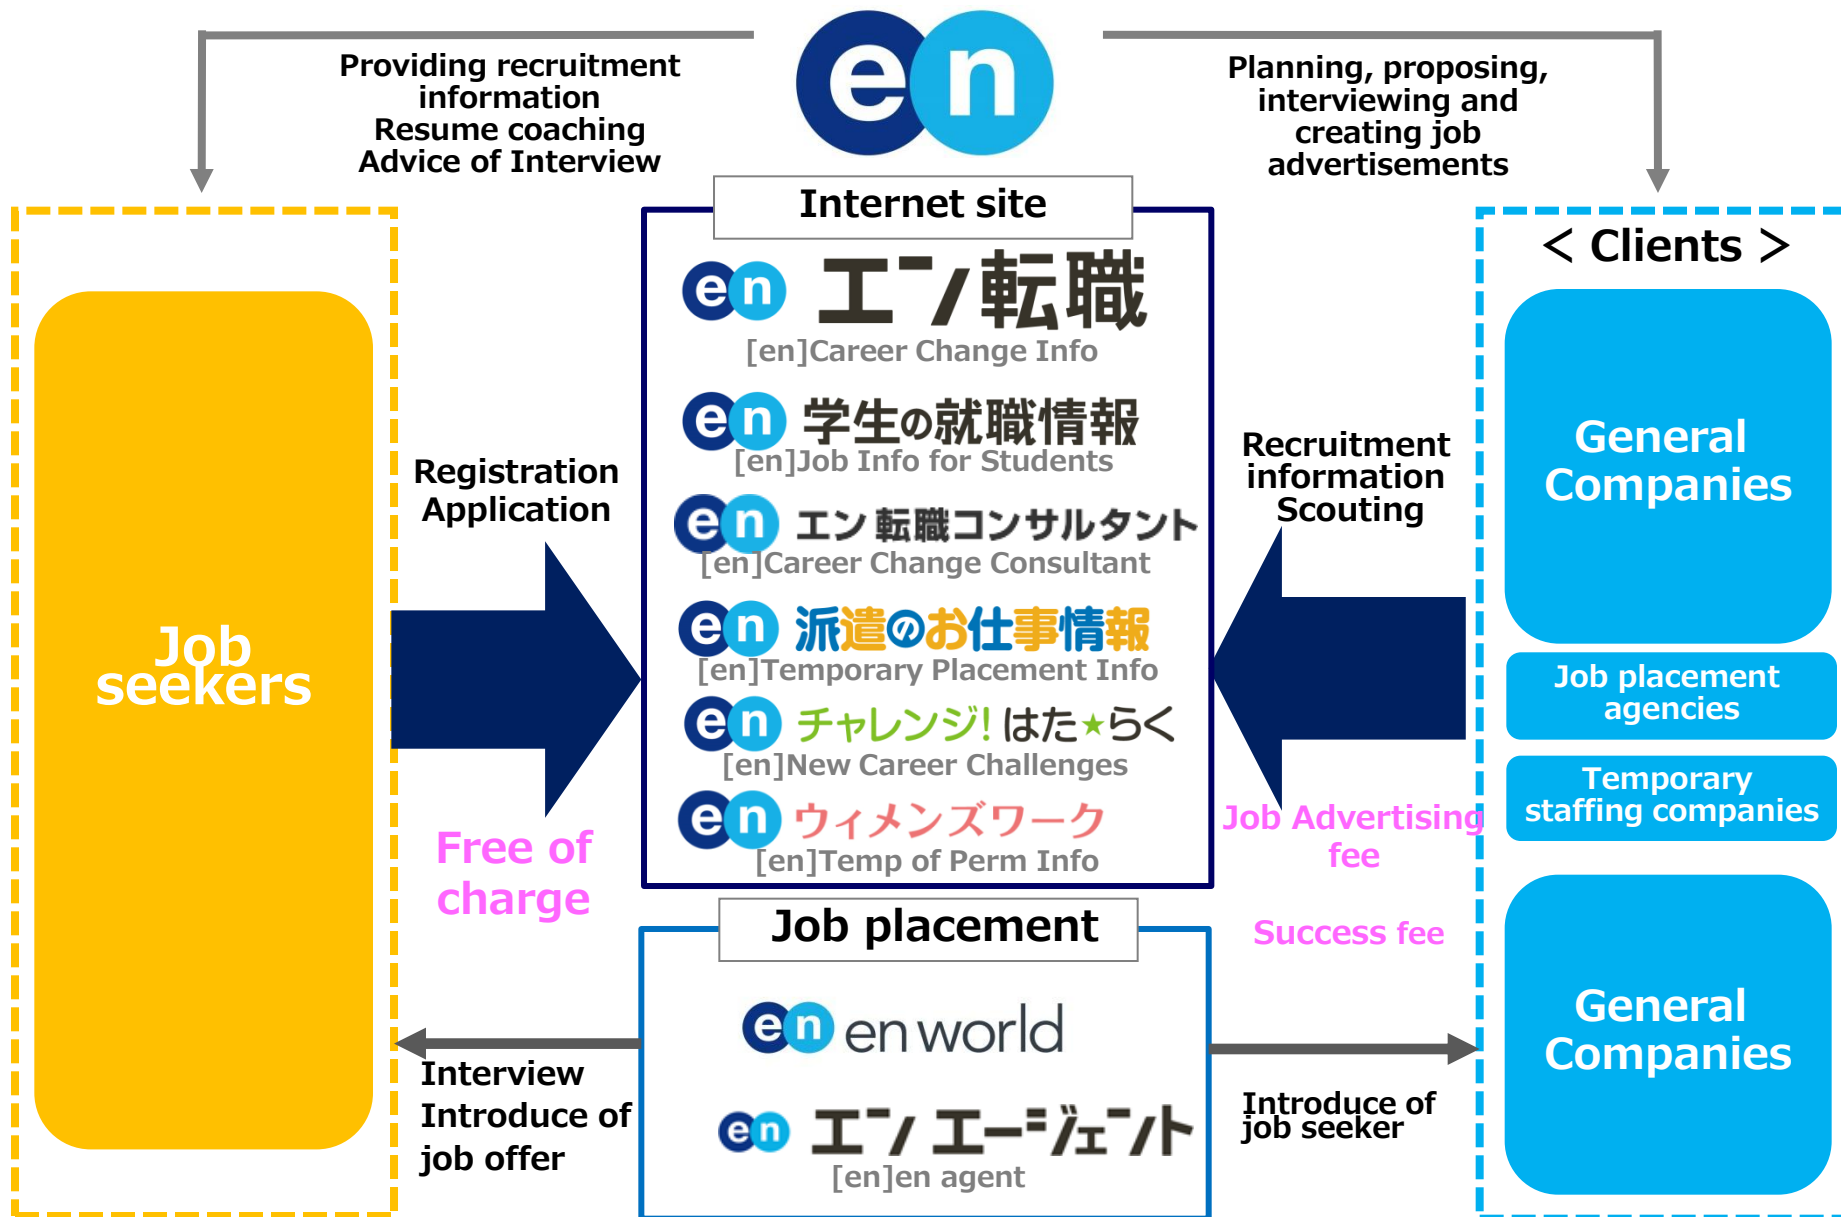 en
Providing recruitment
information
Resume coaching
Advice of Interview
Planning, proposing,
interviewing and
creating job
advertisements
Job
seekers
Registration
Application
Free of
charge
Interview
Introduce of
job offer
Internet site
en エン転職
[en]Career Change Info
en 学生の就職情報
[en]Job Info for Students
en エン 転職コンサルタント
[en]Career Change Consultant
en 派遣のお仕事情報
[en]Temporary Placement Info
en チャレンジ! はた★らく
[en]New Career Challenges
en ウィメンズワーク
[en]Temp of Perm Info
Job placement
en en world
en エン エージェント
[en]en agent
Recruitment
information
Scouting
Job Advertising
fee
Success fee
Introduce of
job seeker
< Clients >
General
Companies
Job placement
agencies
Temporary
staffing companies
General
Companies